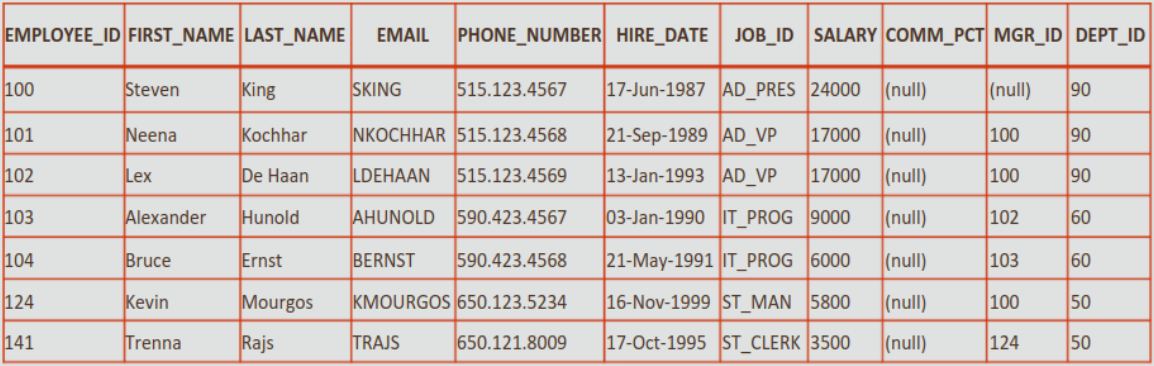 EMPLOYEE_ID FIRST_NAME LAST_NAME EMAIL PHONE_NUMBER HIRE_DATE JOB_ID SALARY COMM_PCT MGR_ID DEPT_ID
100 Steven King SKING 515.123.4567 17-Jun-1987 AD_PRES 24000 (null) (null) 90
101 Neena Kochhar NKOCHHAR 515.123.4568 21-Sep-1989 AD_VP 17000 (null) 100 90
102 Lex De Haan LDEHAAN 515.123.4569 13-Jan-1993 AD_VP 17000 (null) 100 90
103 Alexander Hunold AHUNOLD 590.423.4567 03-Jan-1990 IT_PROG 9000 (null) 102 60
104 Bruce Ernst BERNST 590.423.4568 21-May-1991 IT_PROG 6000 (null) 103 60
124 Kevin Mourgos KMOURGOS 650.123.5234 16-Nov-1999 ST_MAN 5800 (null) 100 50
141 Trenna Rajs TRAJS 650.121.8009 17-Oct-1995 ST_CLERK 3500 (null) 124 50